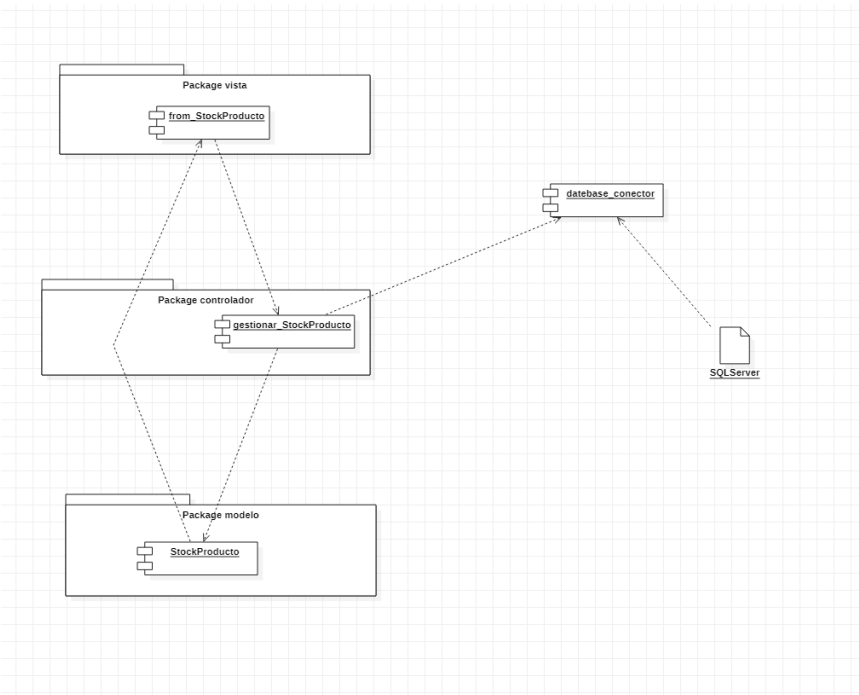 Package vista
from_StockProducto
datebase_conector
Package controlador
gestionar_StockProducto
SQLServer
Package modelo
StockProducto